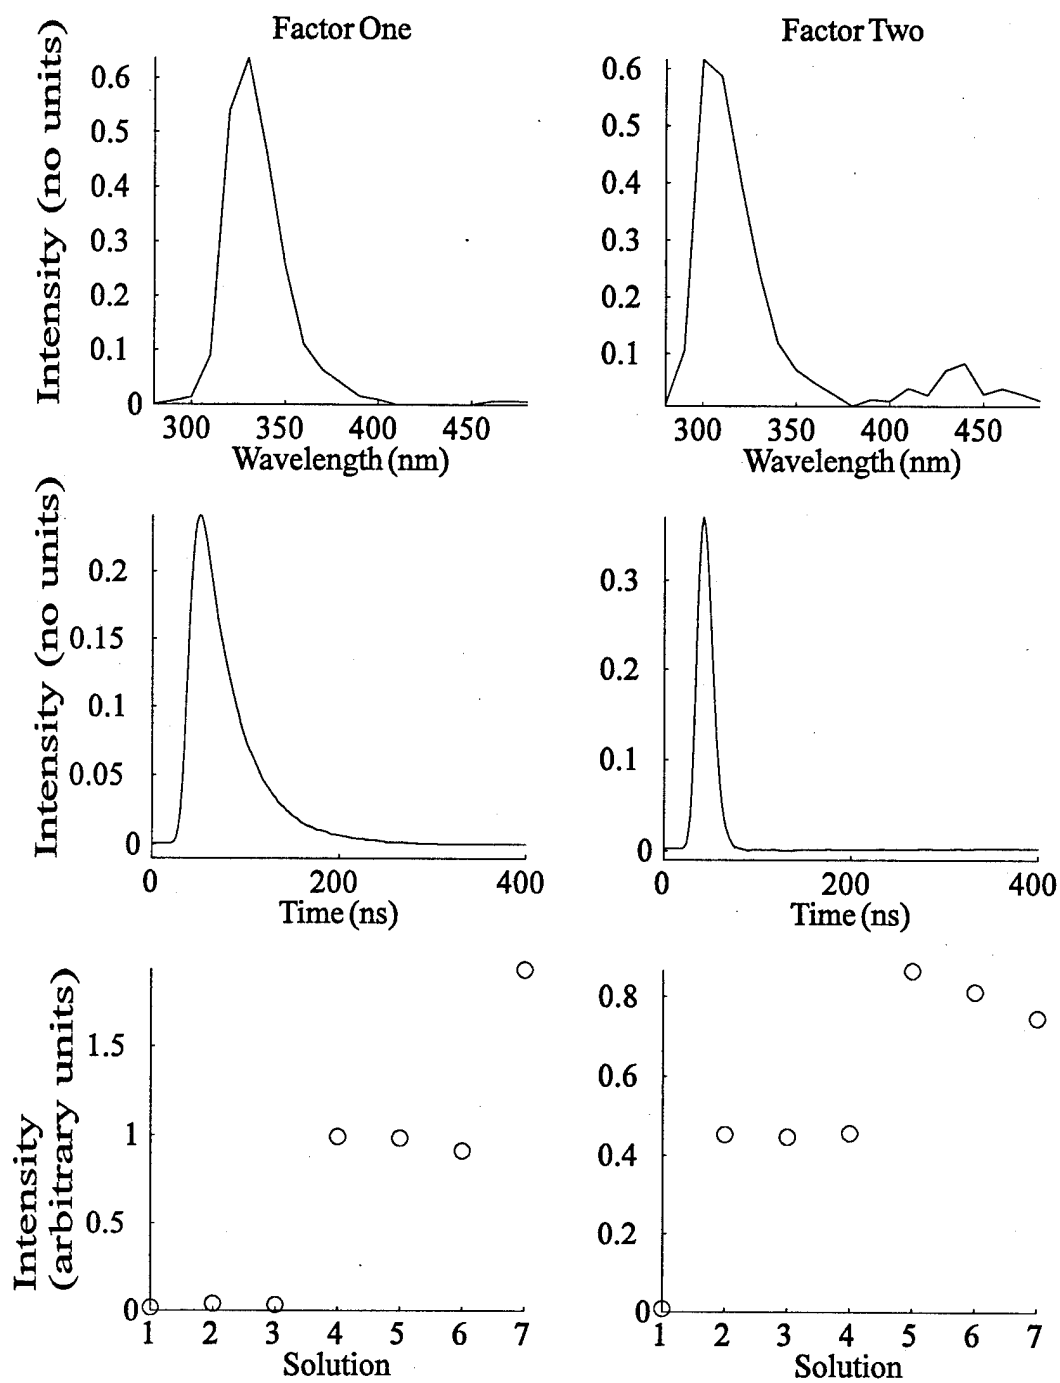 Factor One
Factor Two
Intensity (no units)
0.6
0.5
0.4
0.3
0.2
0.1
0
300 350 400 450
Wavelength (nm)
0.6
0.5
0.4
0.3
0.2
0.1
300 350 400 450
Wavelength (nm)
Intensity (no units)
0.2
0.15
0.1
0.05
0
0 200 400
Time (ns)
0.3
0.2
0.1
0
0 200 400
Time (ns)
Intensity
(arbitrary units)
1.5
1
0.5
0
1 2 3 4 5 6 7
Solution
0.8
0.6
0.4
0.2
0
1 2 3 4 5 6 7
Solution